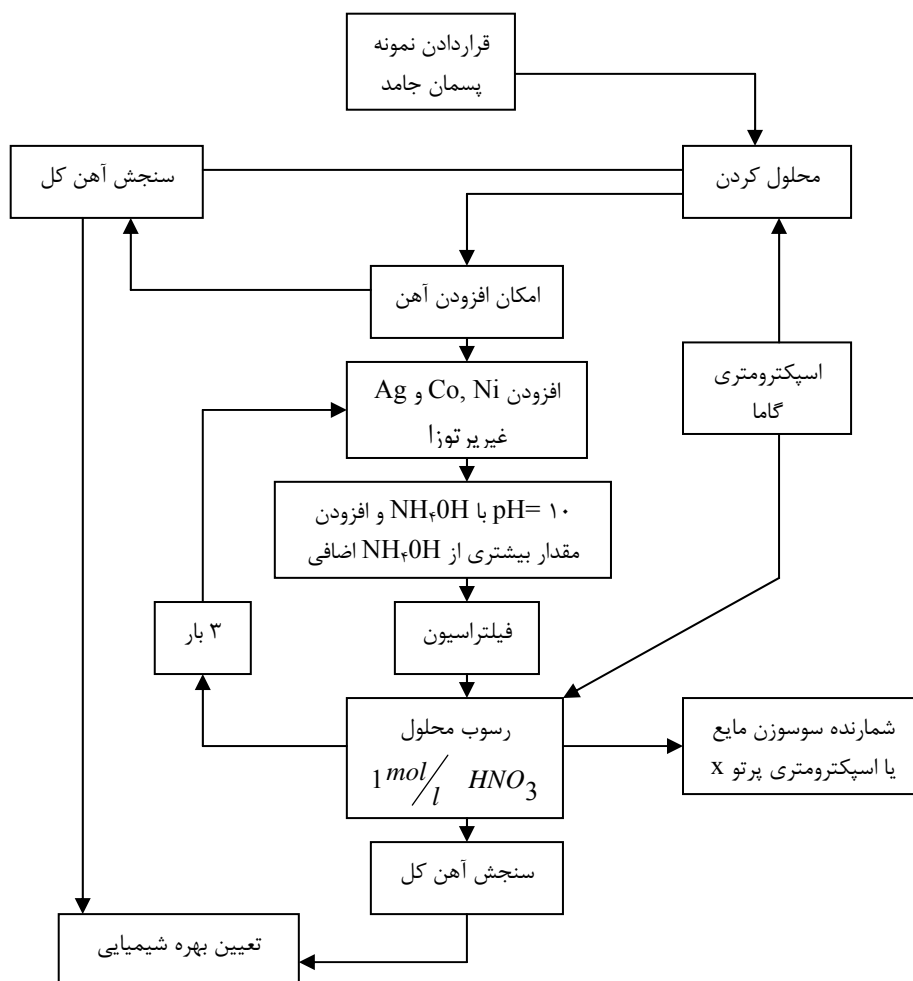 قراردادن نمونه
پسمان جامد
محلول کردن
سنجش آهن کل
امکان افزودن آهن
اسپکترومتری
گاما
افزودن Co, Ni و Ag
غیرپرتوزا
pH= ۱۰ با NH۴0H و افزودن
مقدار بیشتری از NH۴0H اضافی
فیلتراسیون
۳ بار
رسوب محلول
1 mol/l HNO3
شمارنده سوسوزن مایع
یا اسپکترومتری پرتو x
سنجش آهن کل
تعیین بهره شیمیایی